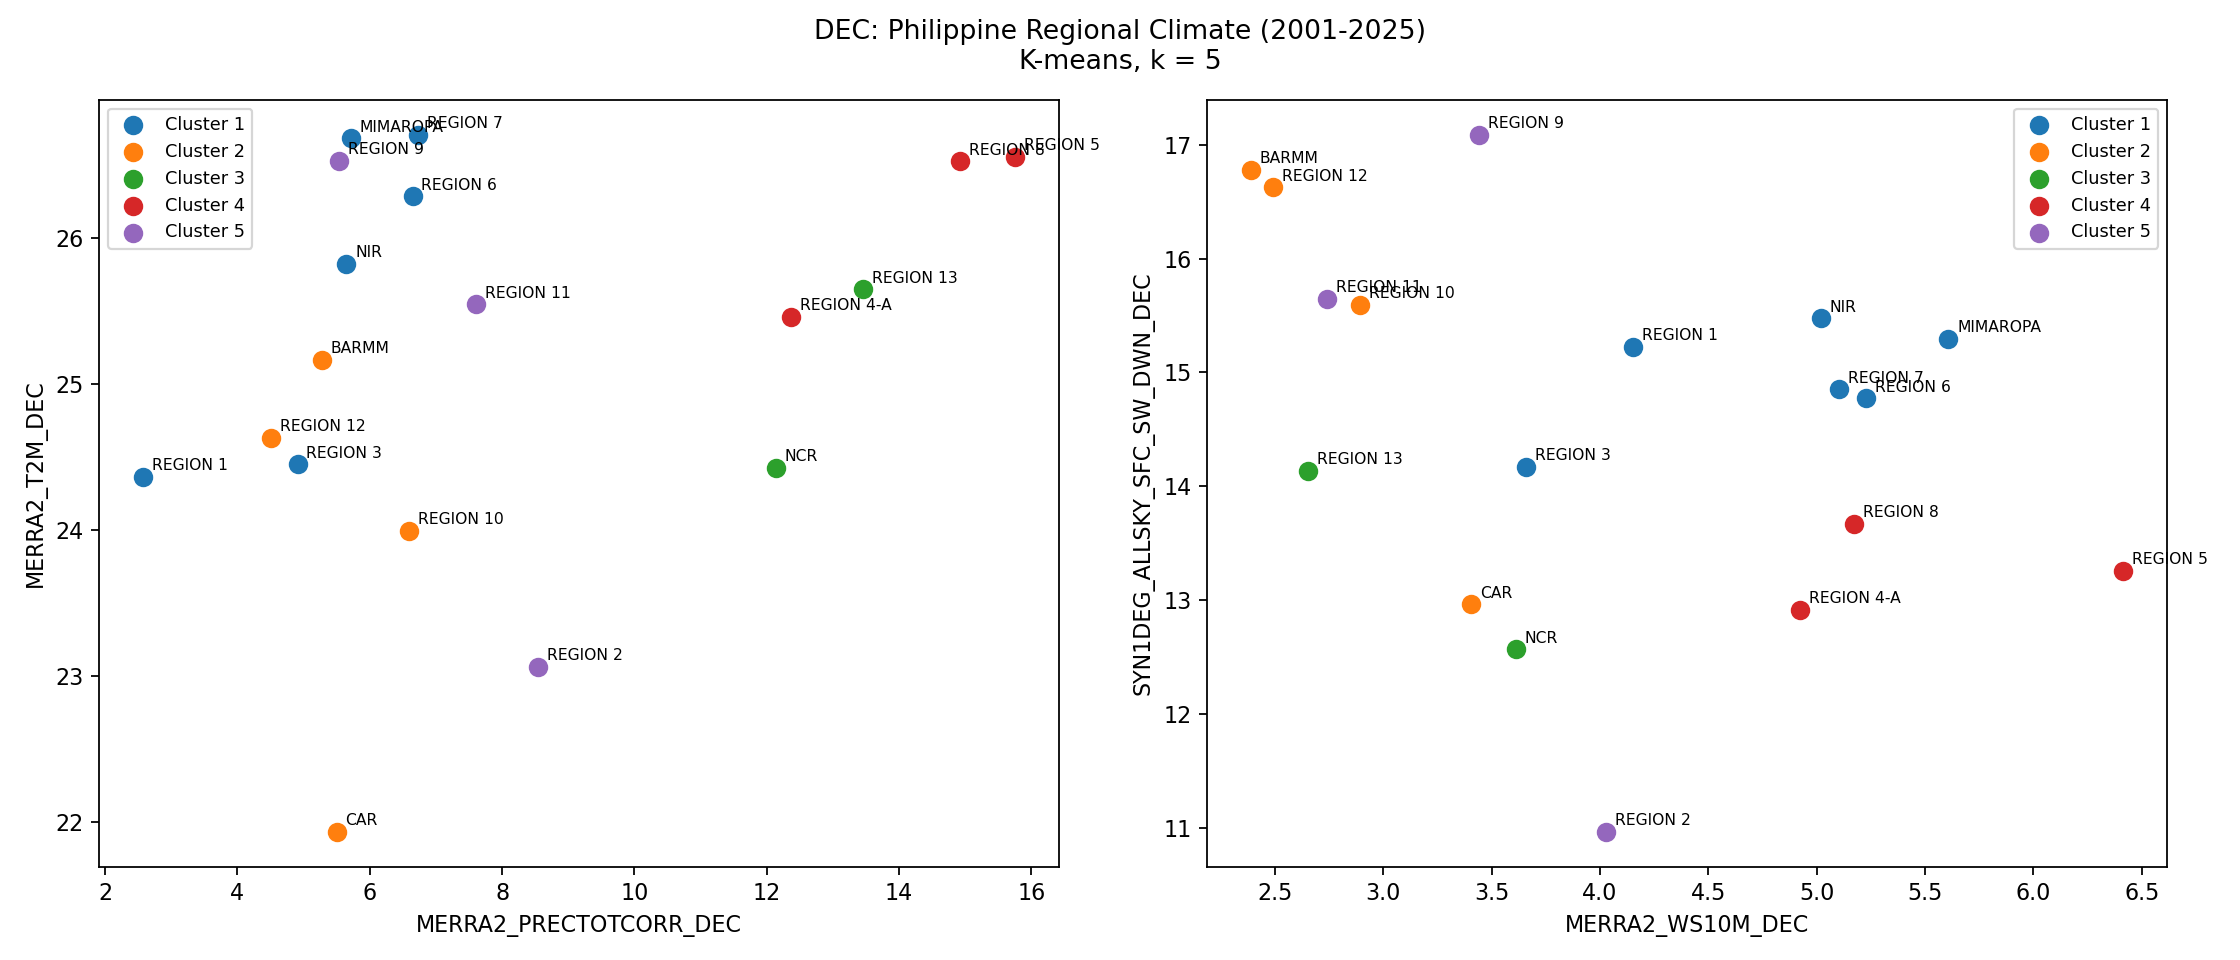 DEC: Philippine Regional Climate (2001-2025)
K-means, k = 5
Cluster 1
Cluster 2
Cluster 3
Cluster 4
Cluster 5
MIMAROPA
REGION 7
REGION 9
REGION 6
NIR
REGION 8
REGION 5
REGION 11
REGION 13
REGION 4-A
BARMM
REGION 12
REGION 3
REGION 1
NCR
REGION 10
REGION 2
CAR
26
25
24
23
22
MERRA2_T2M_DEC
2 4 6 8 10 12 14 16
MERRA2_PRECTOTCORR_DEC
Cluster 1
Cluster 2
Cluster 3
Cluster 4
Cluster 5
REGION 9
BARMM
REGION 12
REGION 11
REGION 10
NIR
MIMAROPA
REGION 1
REGION 7
REGION 6
REGION 3
REGION 13
REGION 8
REGION 5
CAR
REGION 4-A
NCR
REGION 2
17
16
15
14
13
12
11
SYN1DEG_ALLSKY_SFC_SW_DWN_DEC
2.5 3.0 3.5 4.0 4.5 5.0 5.5 6.0 6.5
MERRA2_WS10M_DEC